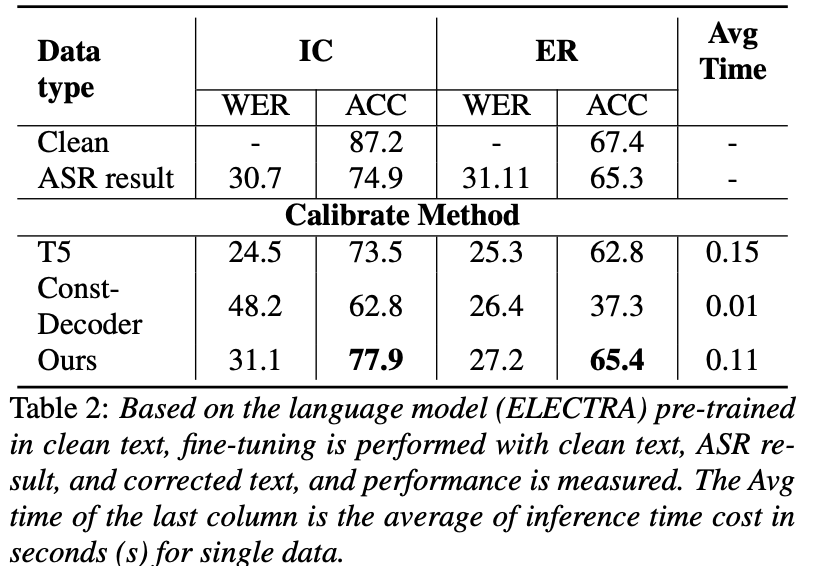 Data type IC ER Avg Time
WER ACC WER ACC
Clean - 87.2 - 67.4 -
ASR result 30.7 74.9 31.11 65.3 -
Calibrate Method
T5 24.5 73.5 25.3 62.8 0.15
Const-Decoder 48.2 62.8 26.4 37.3 0.01
Ours 31.1 77.9 27.2 65.4 0.11
Table 2: Based on the language model (ELECTRA) pre-trained
in clean text, fine-tuning is performed with clean text, ASR re-
sult, and corrected text, and performance is measured. The Avg
time of the last column is the average of inference time cost in
seconds (s) for single data.